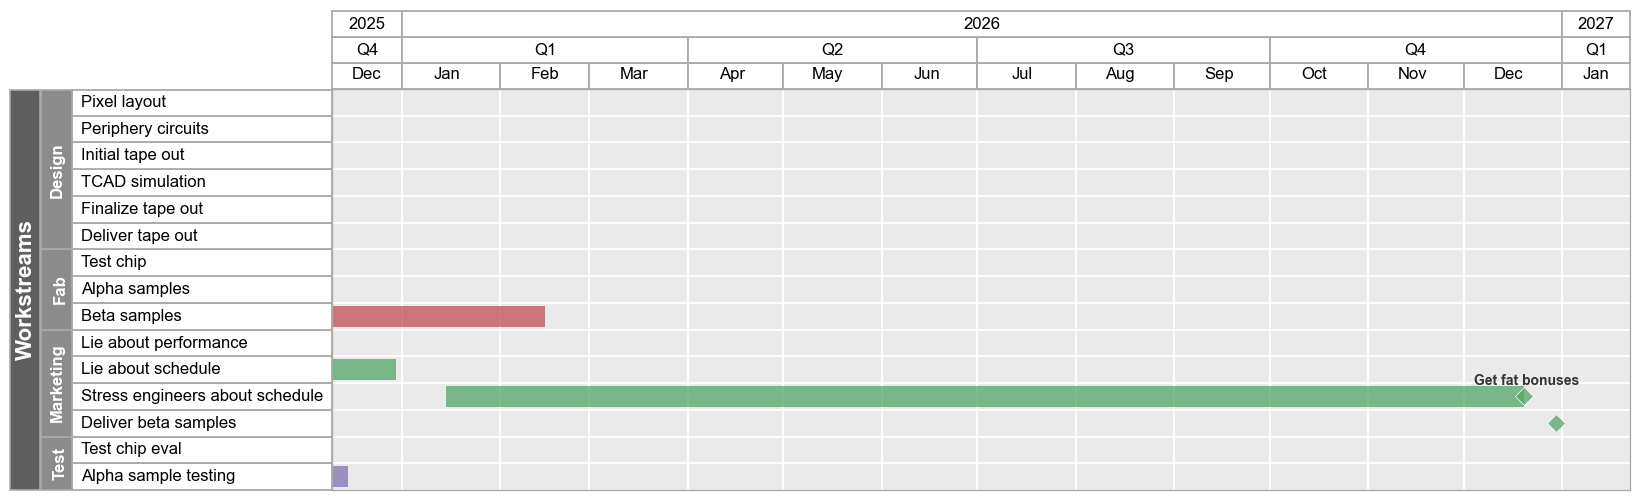 2025 2026 2027
Q4 Q1 Q2 Q3 Q4 Q1
Dec Jan Feb Mar Apr May Jun Jul Aug Sep Oct Nov Dec Jan
Workstreams
Design
Pixel layout
Periphery circuits
Initial tape out
TCAD simulation
Finalize tape out
Deliver tape out
Fab
Test chip
Alpha samples
Beta samples
Marketing
Lie about performance
Lie about schedule
Stress engineers about schedule
Get fat bonuses
Deliver beta samples
Test
Test chip eval
Alpha sample testing